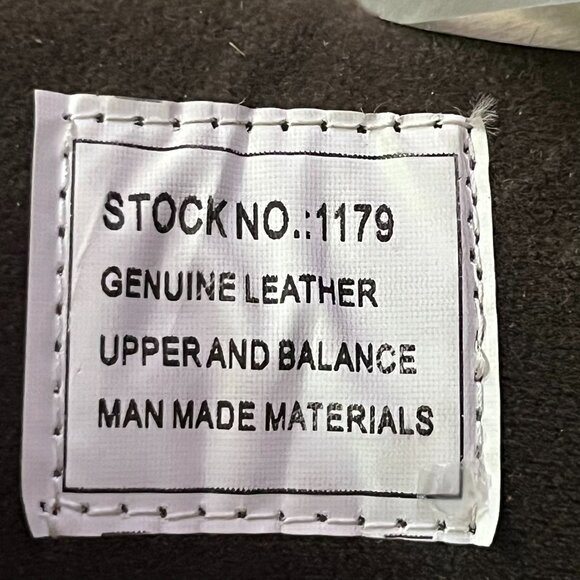 STOCK NO.:1179
GENUINE LEATHER
UPPER AND BALANCE
MAN MADE MATERIALS